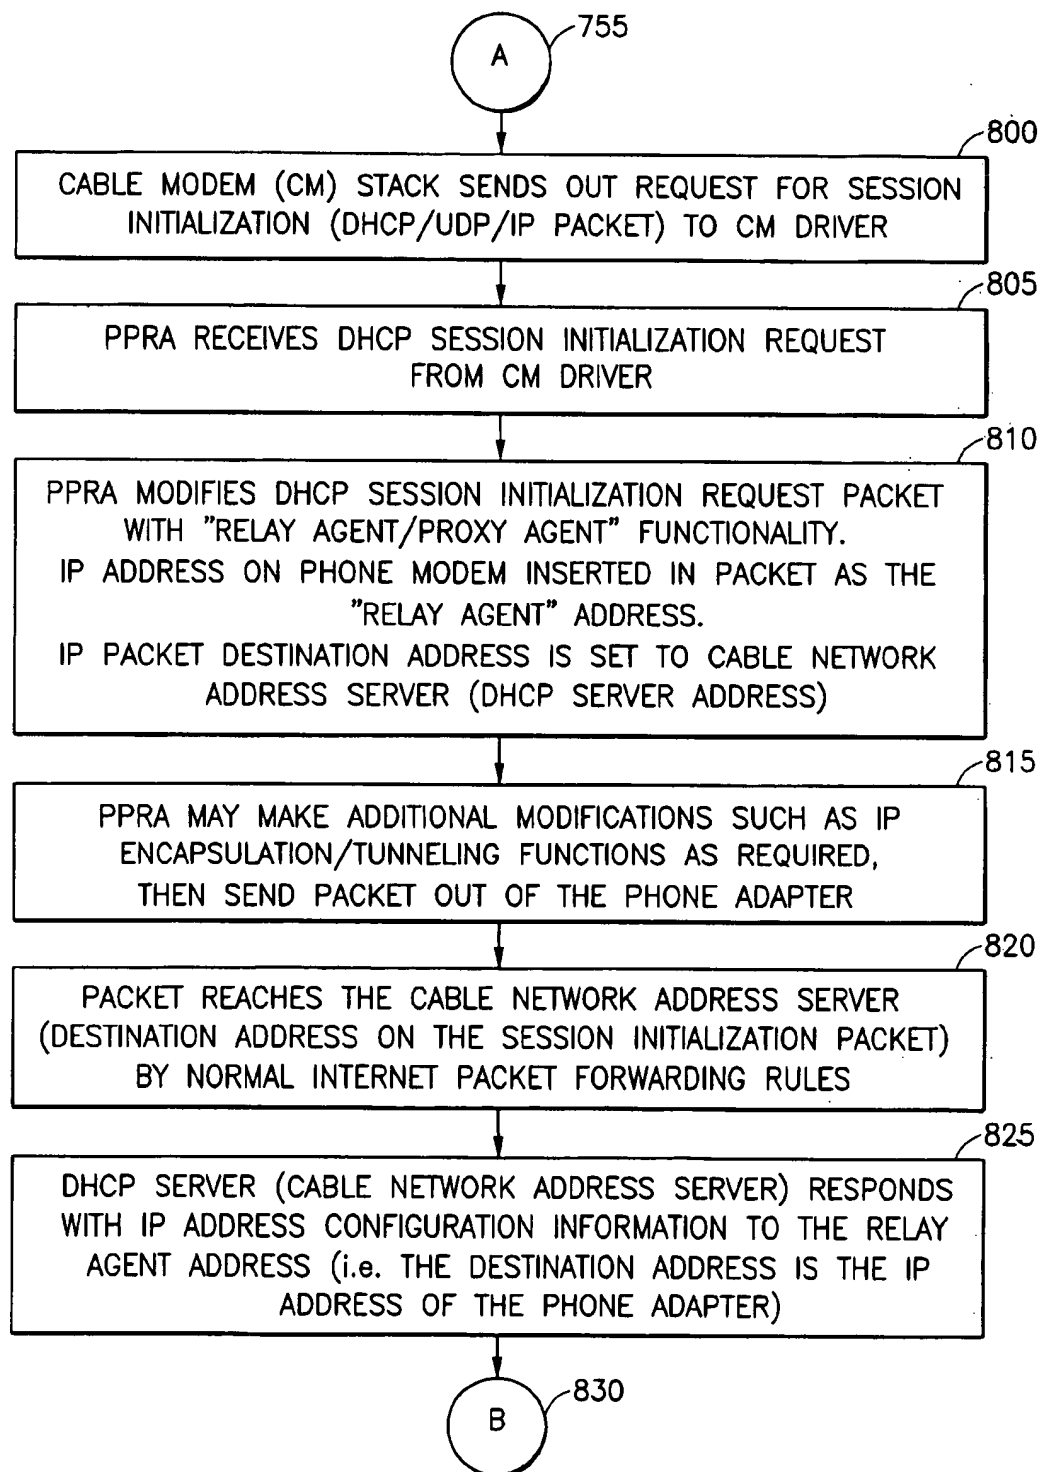 755
A
800
CABLE MODEM (CM) STACK SENDS OUT REQUEST FOR SESSION
INITIALIZATION (DHCP/UDP/IP PACKET) TO CM DRIVER
805
PPRA RECEIVES DHCP SESSION INITIALIZATION REQUEST
FROM CM DRIVER
810
PPRA MODIFIES DHCP SESSION INITIALIZATION REQUEST PACKET
WITH "RELAY AGENT/PROXY AGENT" FUNCTIONALITY.
IP ADDRESS ON PHONE MODEM INSERTED IN PACKET AS THE
"RELAY AGENT" ADDRESS.
IP PACKET DESTINATION ADDRESS IS SET TO CABLE NETWORK
ADDRESS SERVER (DHCP SERVER ADDRESS)
815
PPRA MAY MAKE ADDITIONAL MODIFICATIONS SUCH AS IP
ENCAPSULATION/TUNNELING FUNCTIONS AS REQUIRED,
THEN SEND PACKET OUT OF THE PHONE ADAPTER
820
PACKET REACHES THE CABLE NETWORK ADDRESS SERVER
(DESTINATION ADDRESS ON THE SESSION INITIALIZATION PACKET)
BY NORMAL INTERNET PACKET FORWARDING RULES
825
DHCP SERVER (CABLE NETWORK ADDRESS SERVER) RESPONDS
WITH IP ADDRESS CONFIGURATION INFORMATION TO THE RELAY
AGENT ADDRESS (i.e. THE DESTINATION ADDRESS IS THE IP
ADDRESS OF THE PHONE ADAPTER)
830
B